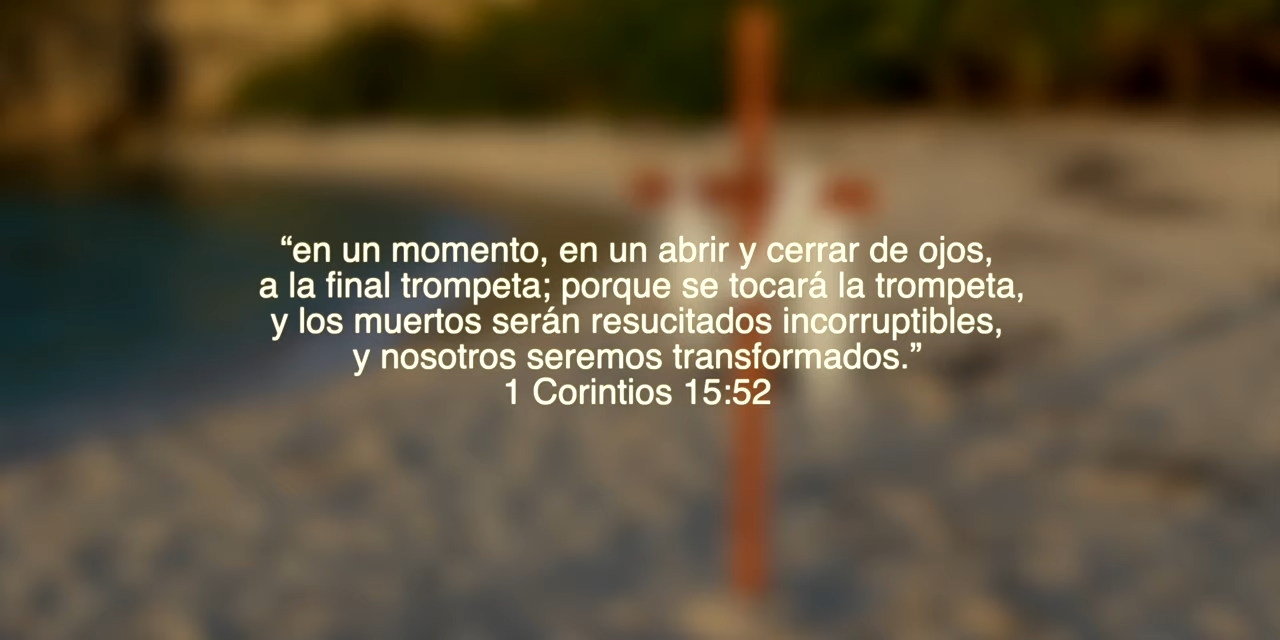 “en un momento, en un abrir y cerrar de ojos,
a la final trompeta; porque se tocará la trompeta,
y los muertos serán resucitados incorruptibles,
y nosotros seremos transformados.”
1 Corintios 15:52